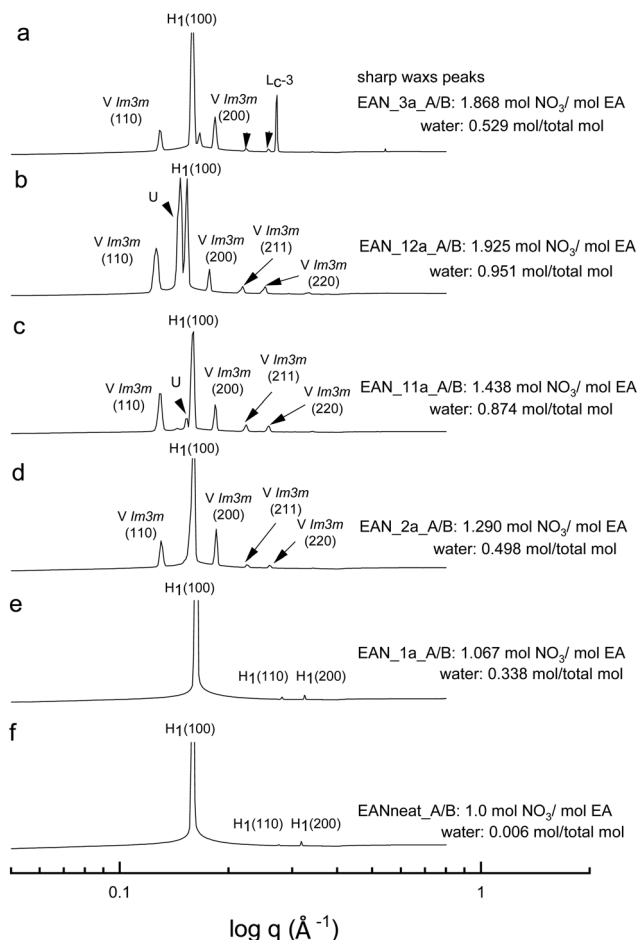 a
H1(100)
V Im3m
(110)
V Im3m
(200)
Lc-3
sharp waxs peaks
EAN_3a_A/B: 1.868 mol NO3/ mol EA
water: 0.529 mol/total mol
b
H1(100)
U
V Im3m
(110)
V Im3m
(200)
V Im3m
(211)
V Im3m
(220)
EAN_12a_A/B: 1.925 mol NO3/ mol EA
water: 0.951 mol/total mol
c
H1(100)
V Im3m
(110)
U
V Im3m
(200)
V Im3m
(211)
V Im3m
(220)
EAN_11a_A/B: 1.438 mol NO3/ mol EA
water: 0.874 mol/total mol
d
H1(100)
V Im3m
(110)
V Im3m
(200)
V Im3m
(211)
V Im3m
(220)
EAN_2a_A/B: 1.290 mol NO3/ mol EA
water: 0.498 mol/total mol
e
H1(100)
H1(110)
H1(200)
EAN_1a_A/B: 1.067 mol NO3/ mol EA
water: 0.338 mol/total mol
f
H1(100)
H1(110)
H1(200)
EANneat_A/B: 1.0 mol NO3/ mol EA
water: 0.006 mol/total mol
0.1
1
log q (Å-1)